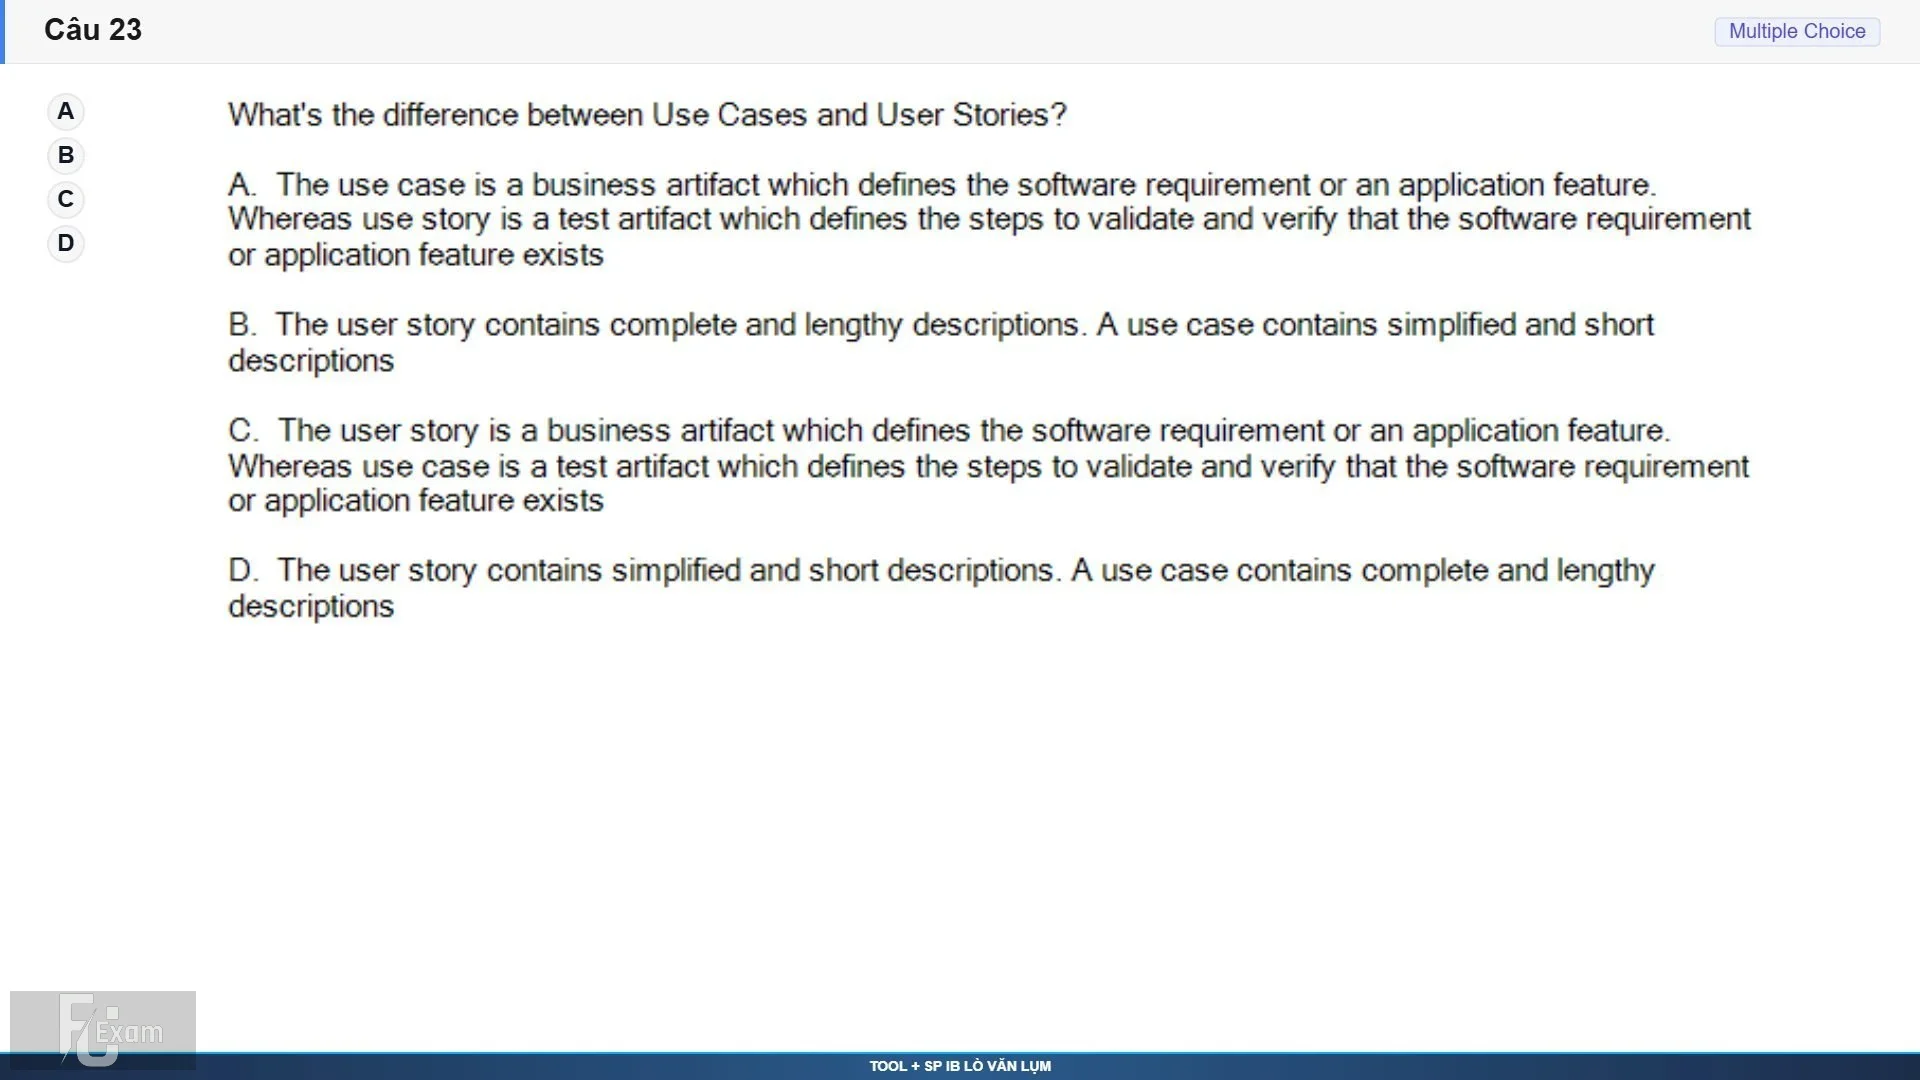 Câu 23
Multiple Choice
A
B
C
D
What's the difference between Use Cases and User Stories?
A. The use case is a business artifact which defines the software requirement or an application feature.
Whereas use story is a test artifact which defines the steps to validate and verify that the software requirement
or application feature exists
B. The user story contains complete and lengthy descriptions. A use case contains simplified and short
descriptions
C. The user story is a business artifact which defines the software requirement or an application feature.
Whereas use case is a test artifact which defines the steps to validate and verify that the software requirement
or application feature exists
D. The user story contains simplified and short descriptions. A use case contains complete and lengthy
descriptions
FU Exam
TOOL + SP IB LÒ VĂN LỤM